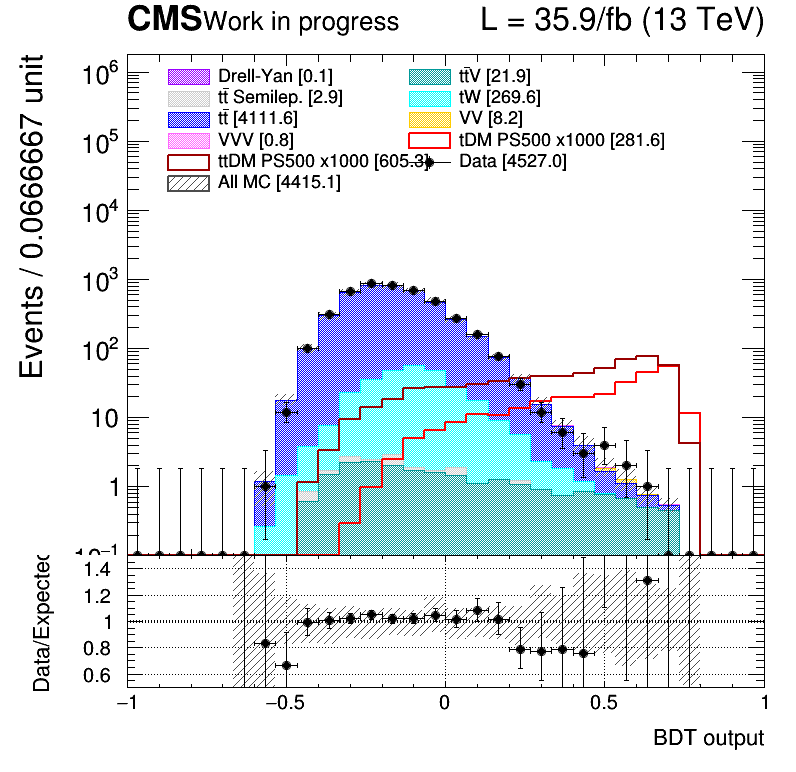 CMS Work in progress L = 35.9/fb (13 TeV)
Events / 0.0666667 unit
10⁶
10⁵
10⁴
10³
10²
10
1
10⁻¹
Drell-Yan [0.1]
tt̄ Semilep. [2.9]
tt̄ [4111.6]
VVV [0.8]
ttDM PS500 x1000 [605.3]
All MC [4415.1]
tt̄V [21.9]
tW [269.6]
VV [8.2]
tDM PS500 x1000 [281.6]
Data [4527.0]
Data/Expected
1.4
1.2
1
0.8
0.6
−1 −0.5 0 0.5 1
BDT output